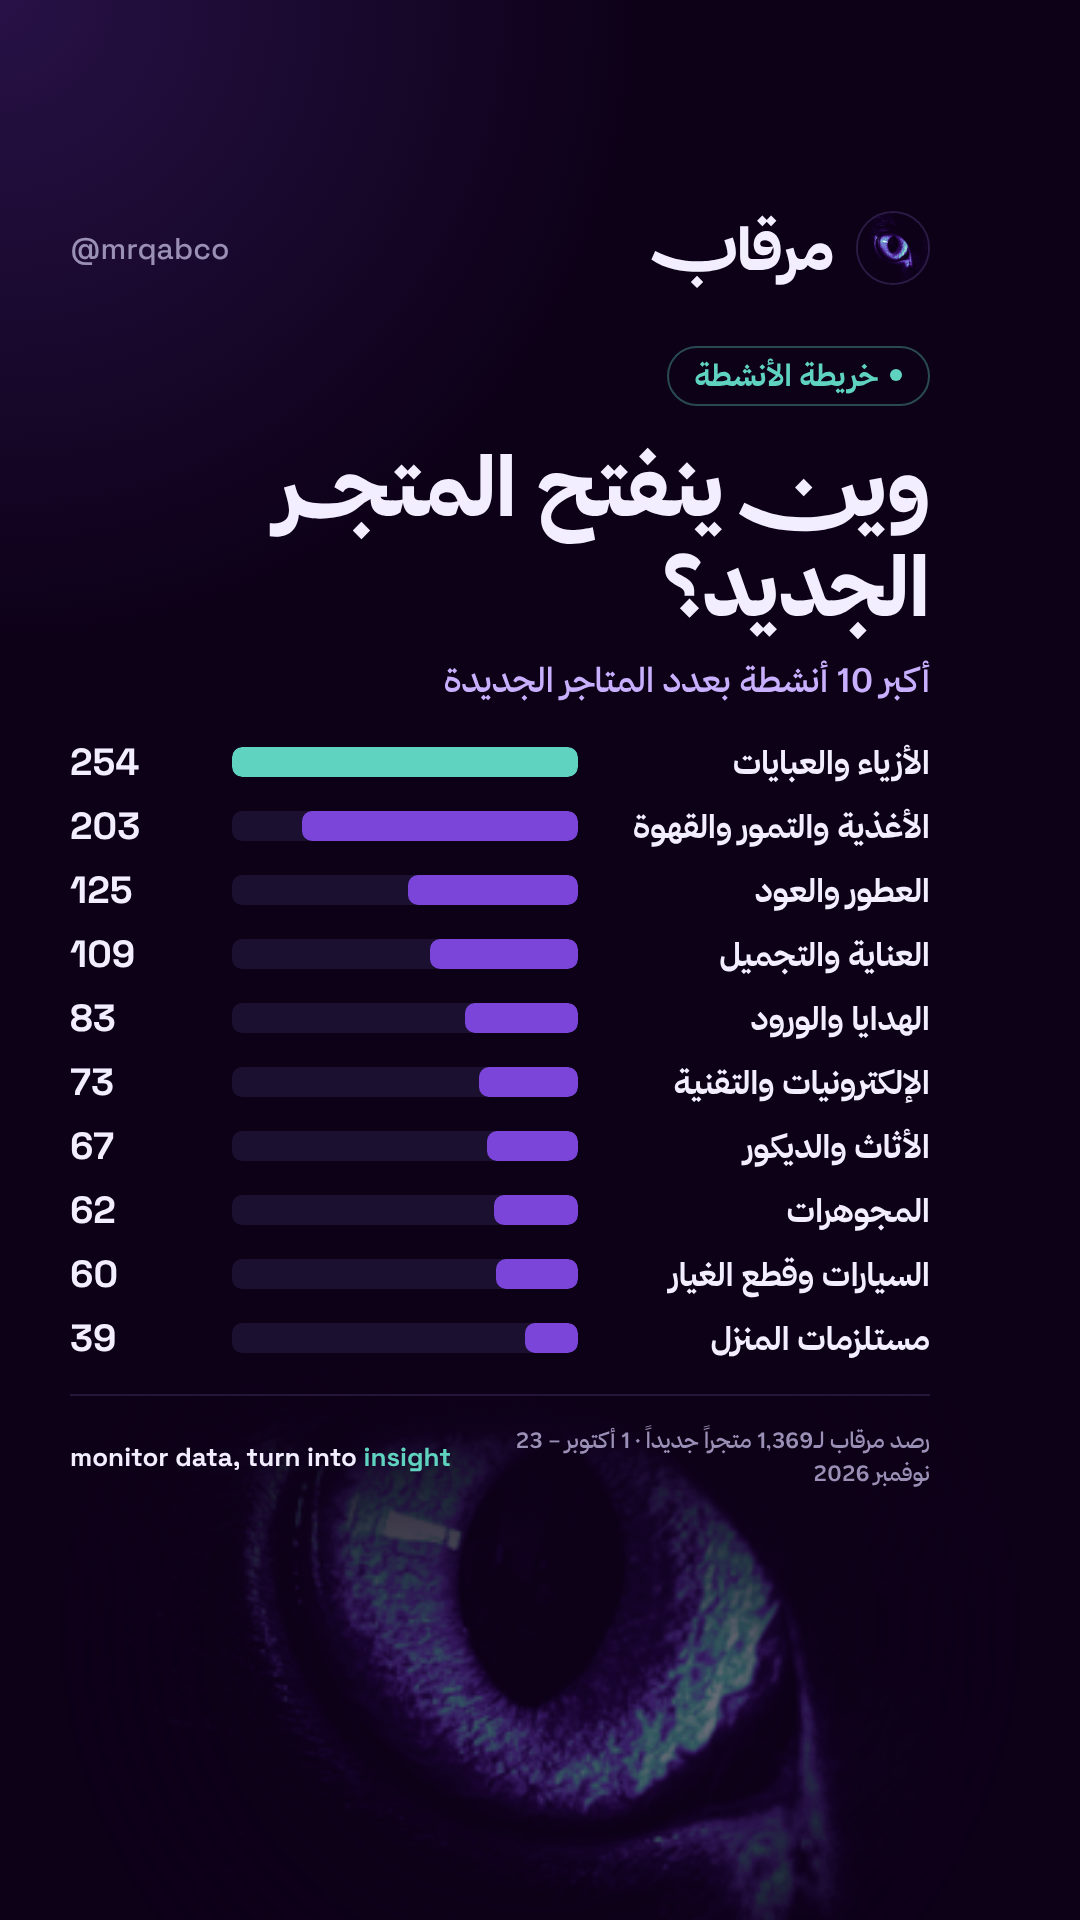 مرقاب
@mrqabco
خريطة الأنشطة
وين ينفتح المتجر
الجديد؟
أكبر 10 أنشطة بعدد المتاجر الجديدة
الأزياء والعبايات 254
الأغذية والتمور والقهوة 203
العطور والعود 125
العناية والتجميل 109
الهدايا والورود 83
الإلكترونيات والتقنية 73
الأثاث والديكور 67
المجوهرات 62
السيارات وقطع الغيار 60
مستلزمات المنزل 39
رصد مرقاب لـ1,369 متجراً جديداً · 1 أكتوبر – 23
نوفمبر 2026
monitor data, turn into insight